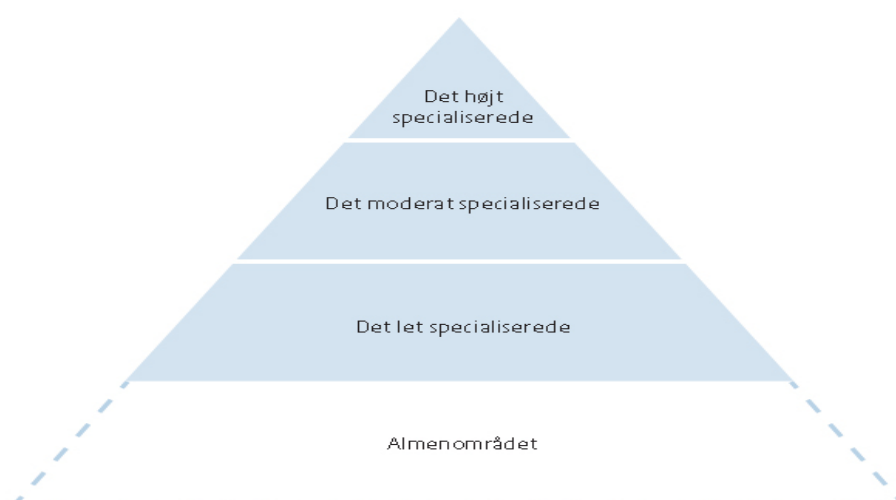 Det højt
specialiserede
Det moderat specialiserede
Det let specialiserede
Almenområdet